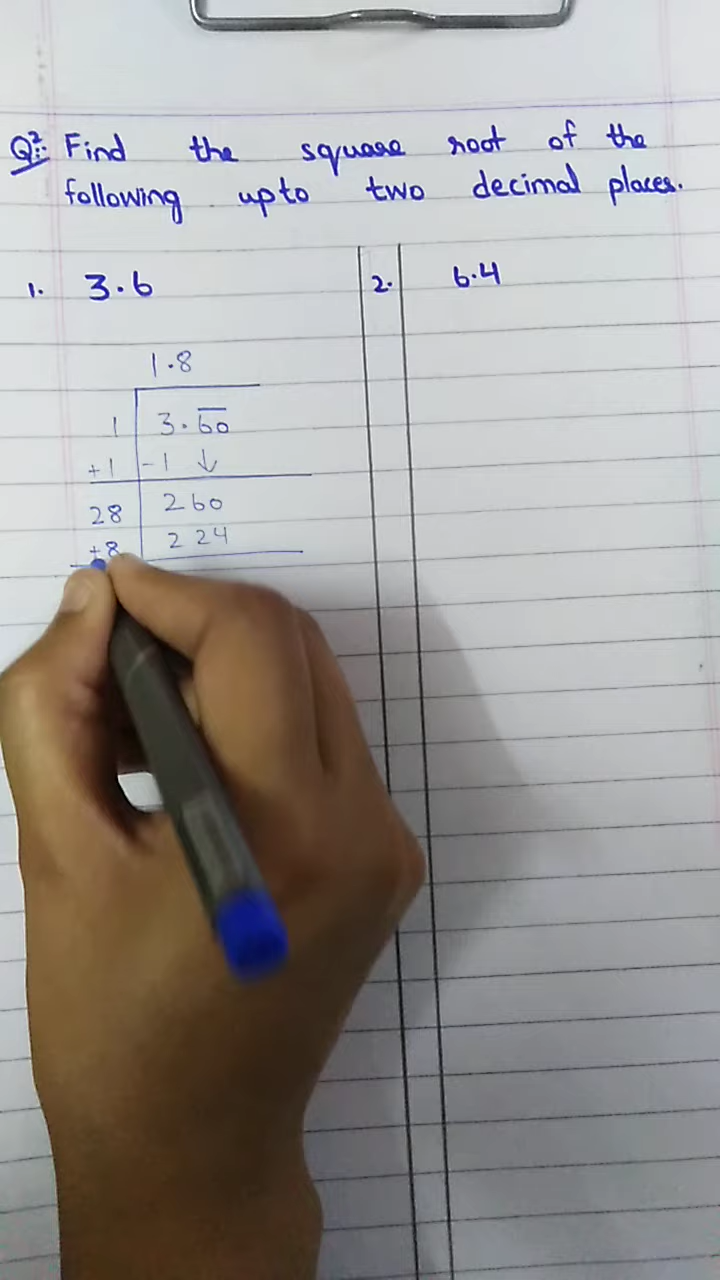 Q2:- Find the square root of the
following upto two decimal places.
1. 3.6
2. 6.4
1.8
1 3.60
+1 -1 ↓
28 260
+8 224